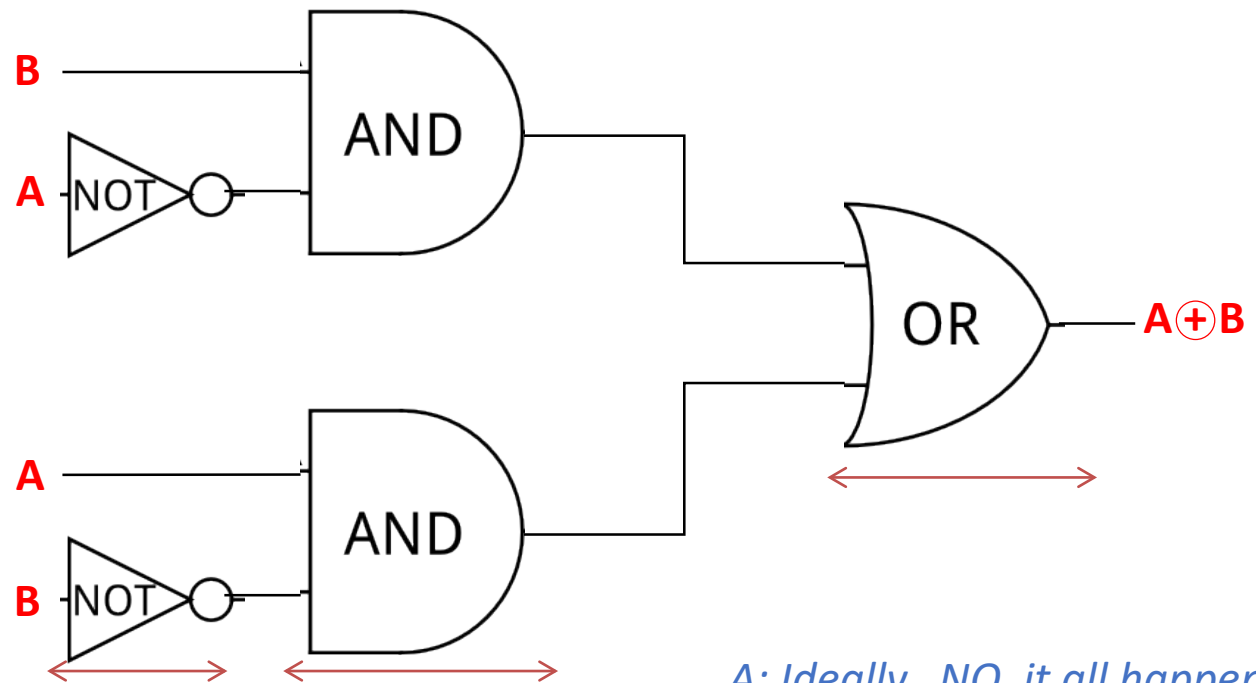 B
AND
A
NOT
OR
A⊕B
A
AND
B
NOT
A: Ideally, NO, it all happen